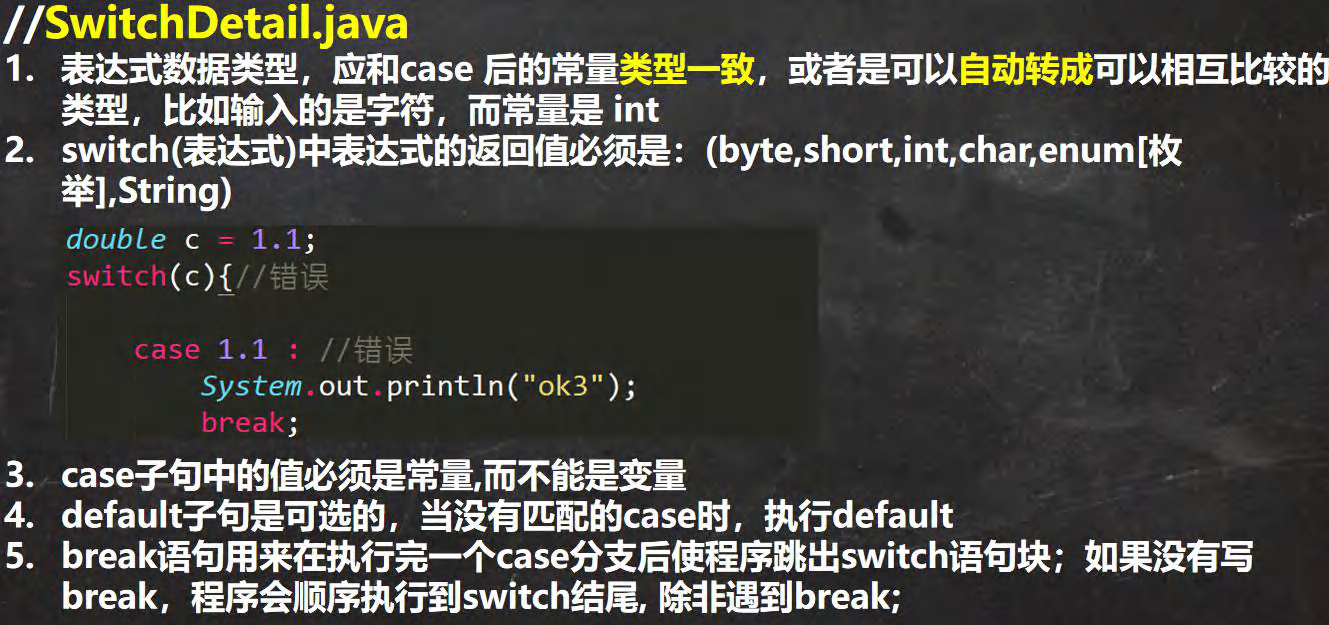 //SwitchDetail.java
1. 表达式数据类型，应和case 后的常量类型一致，或者是可以自动转成可以相互比较的
类型，比如输入的是字符，而常量是 int
2. switch(表达式)中表达式的返回值必须是：(byte,short,int,char,enum[枚
举],String)
double c = 1.1;
switch(c){//错误
case 1.1 : //错误
System.out.println("ok3");
break;
3. case子句中的值必须是常量,而不能是变量
4. default子句是可选的，当没有匹配的case时，执行default
5. break语句用来在执行完一个case分支后使程序跳出switch语句块；如果没有写
break，程序会顺序执行到switch结尾, 除非遇到break;